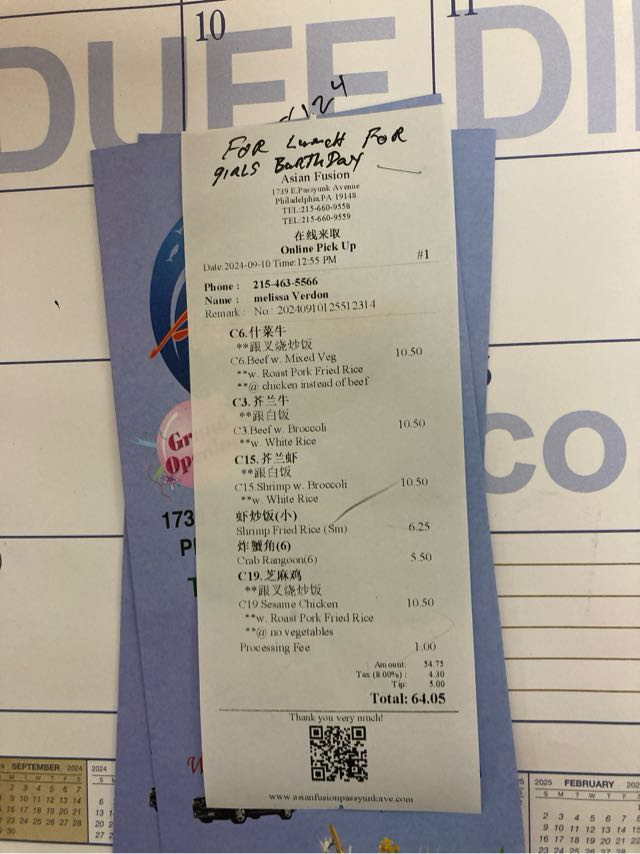 10
11
DUFF DI
FOR LUNCH FOR
GIRLS BIRTHDAY
Asian Fusion
1739 E.Passyunk Avenue
Philadelphia,PA 19148
TEL:215-660-9558
TEL:215-660-9559
在线来取
Online Pick Up
Date:2024-09-10 Time:12:55 PM #1
Phone : 215-463-5566
Name : melissa Verdon
Remark : No.: 20240910125512314
C6.什菜牛
**跟叉烧炒饭
C6.Beef w. Mixed Veg 10.50
**w. Roast Pork Fried Rice
**@ chicken instead of beef
C3.芥兰牛
**跟白饭
C3.Beef w. Broccoli 10.50
**w. White Rice
C15.芥兰虾
**跟白饭
C15.Shrimp w. Broccoli 10.50
**w. White Rice
虾炒饭(小)
Shrimp Fried Rice (Sm) 6.25
炸蟹角(6)
Crab Rangoon(6) 5.50
C19.芝麻鸡
**跟叉烧炒饭
C19.Sesame Chicken 10.50
**w. Roast Pork Fried Rice
**@ no vegetables
Processing Fee 1.00
Amount: 54.75
Tax (8.00%): 4.30
Tip: 5.00
Total: 64.05
Thank you very much!
www.asianfusionpassyunkave.com
Gr
Ope
173
P
co
SEPTEMBER 2024
2024
2025 FEBRUARY 202